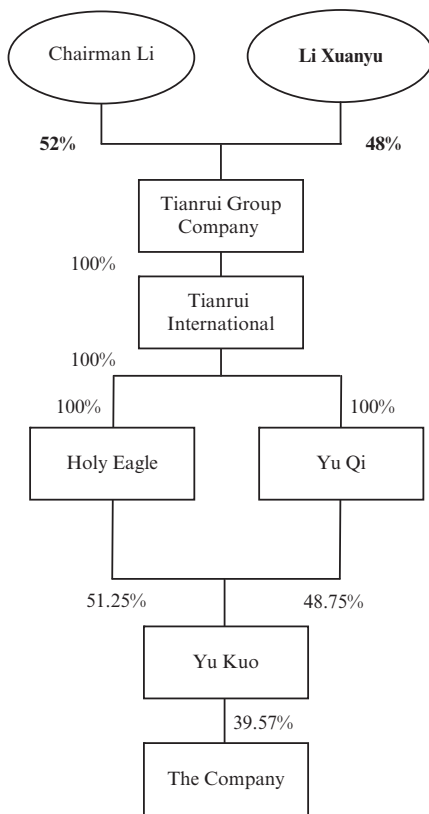 Chairman Li
Li Xuanyu
52%
48%
Tianrui Group
Company
100%
Tianrui
International
100%
100%
100%
Holy Eagle
Yu Qi
51.25%
48.75%
Yu Kuo
39.57%
The Company